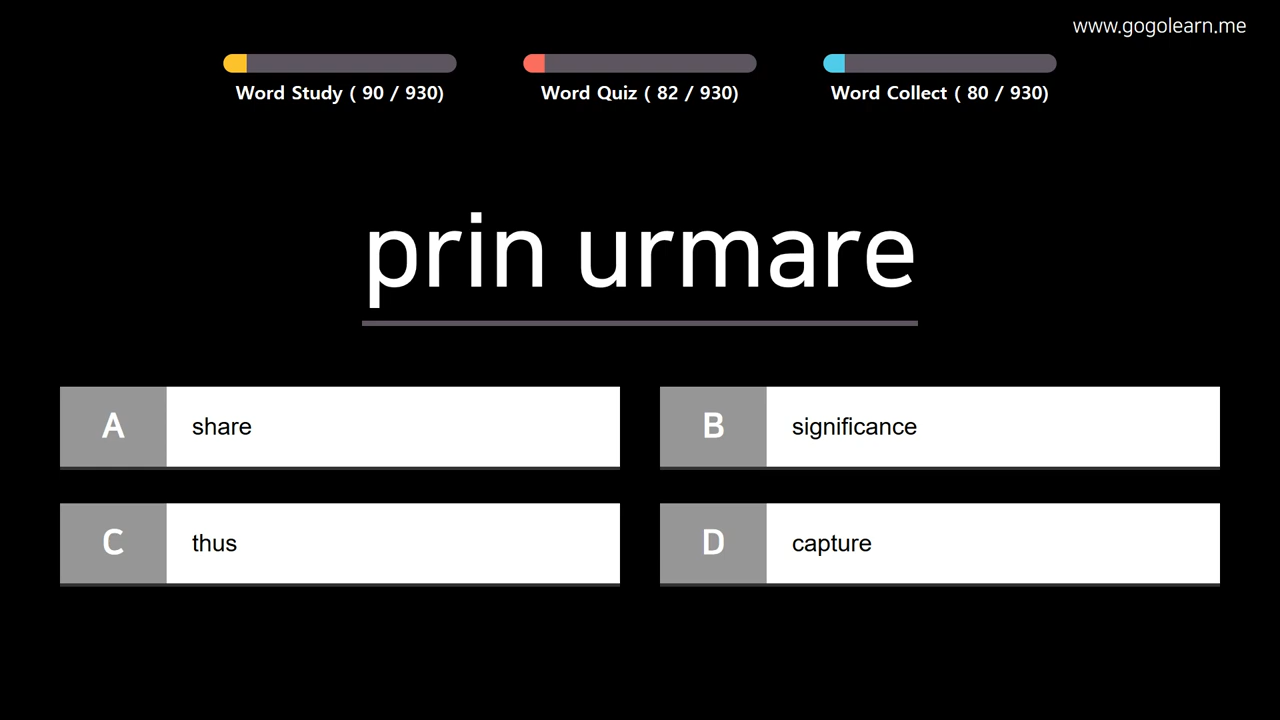 www.gogolearn.me
Word Study ( 90 / 930)
Word Quiz ( 82 / 930)
Word Collect ( 80 / 930)
prin urmare
A share
B significance
C thus
D capture